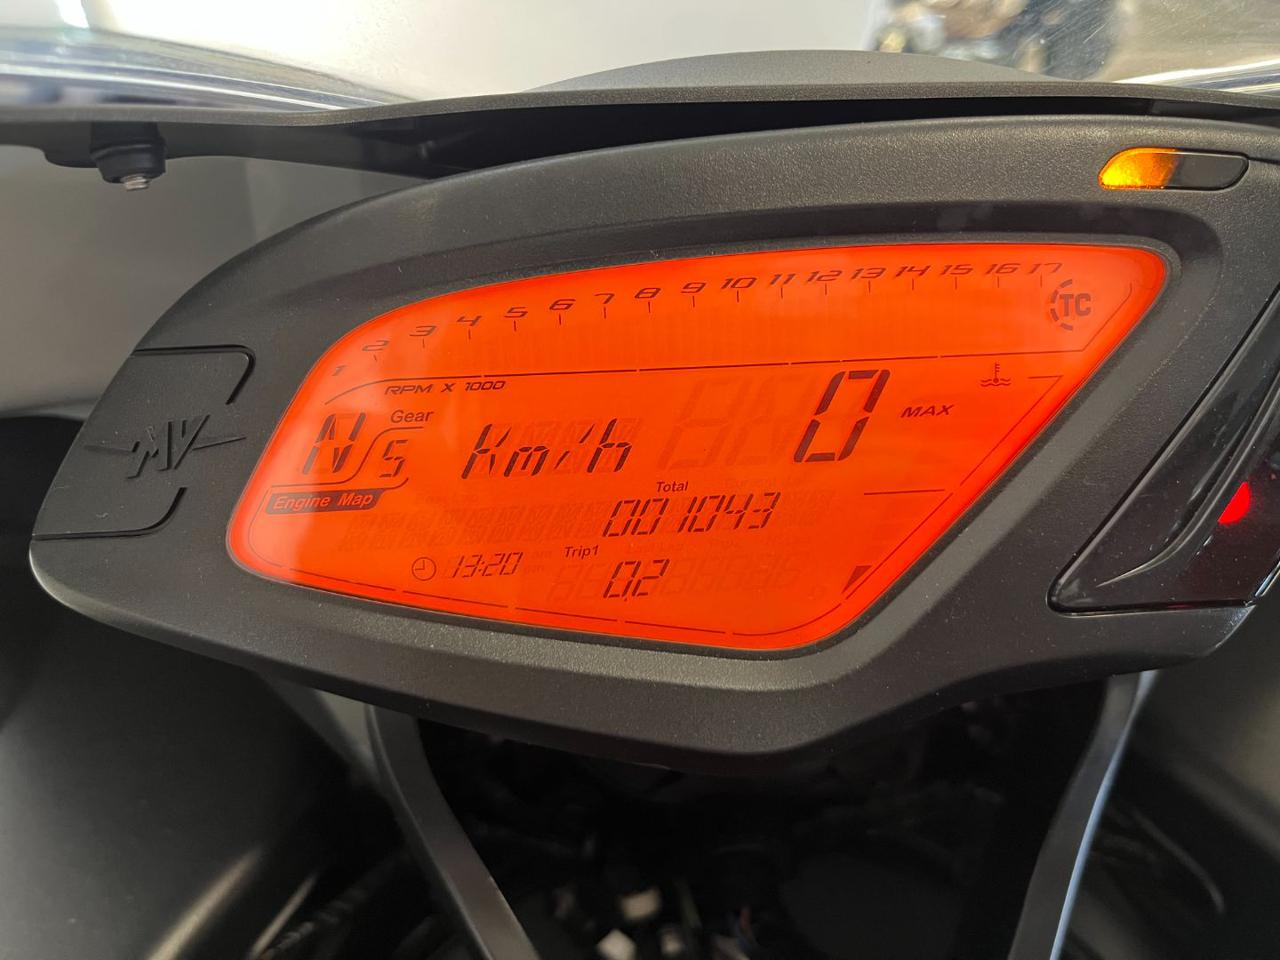 1 2 3 4 5 6 7 8 9 10 11 12 13 14 15 16 17
TC
RPM X 1000
Gear
N S Km/h 0 MAX
Engine Map
Total
001043
Trip1
13:20
0.2
MV